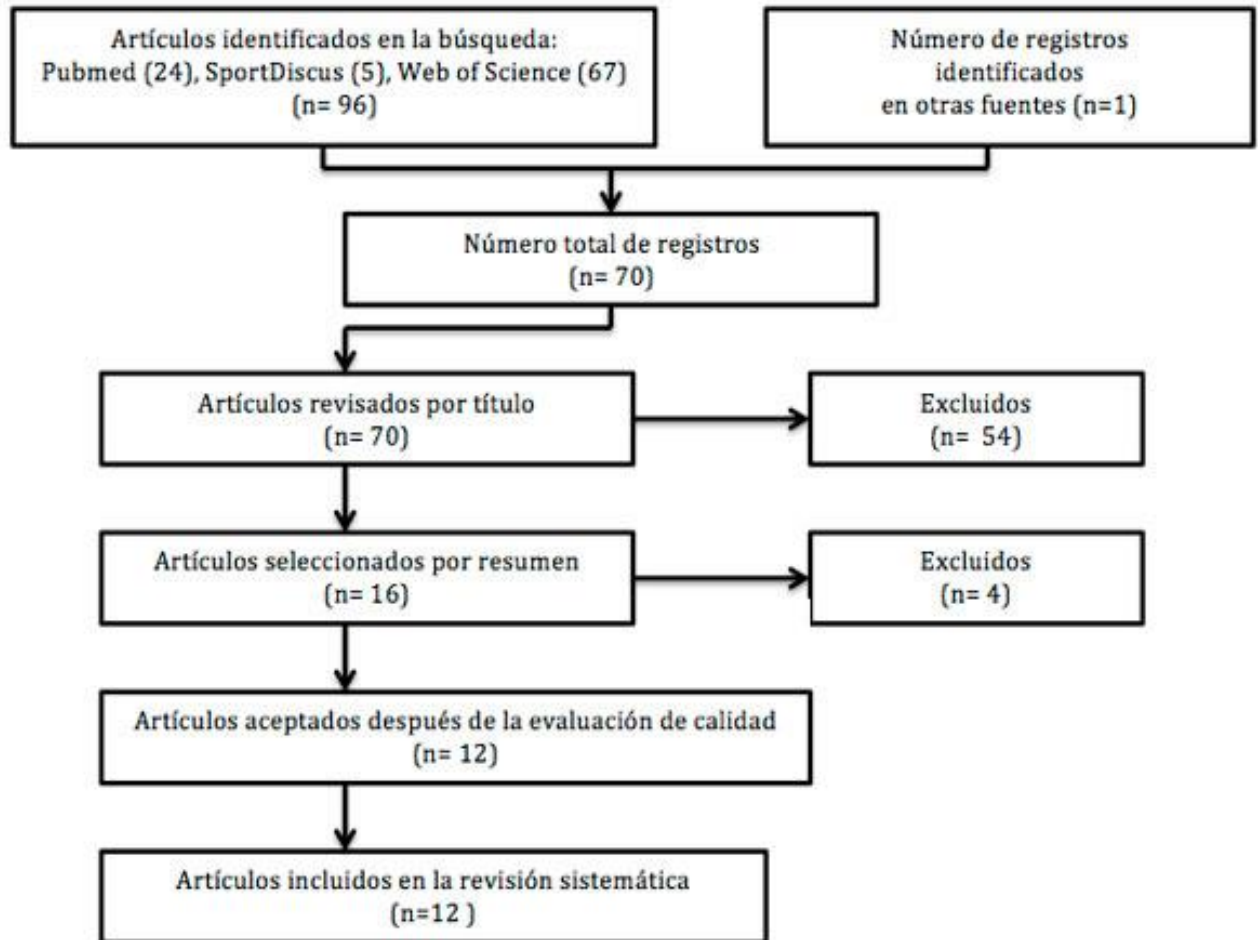 Artículos identificados en la búsqueda:
Pubmed (24), SportDiscus (5), Web of Science (67)
(n= 96)
Número de registros
identificados
en otras fuentes (n=1)
Número total de registros
(n= 70)
Artículos revisados por título
(n= 70)
Excluidos
(n= 54)
Artículos seleccionados por resumen
(n= 16)
Excluidos
(n= 4)
Artículos aceptados después de la evaluación de calidad
(n= 12)
Artículos incluidos en la revisión sistemática
(n=12 )